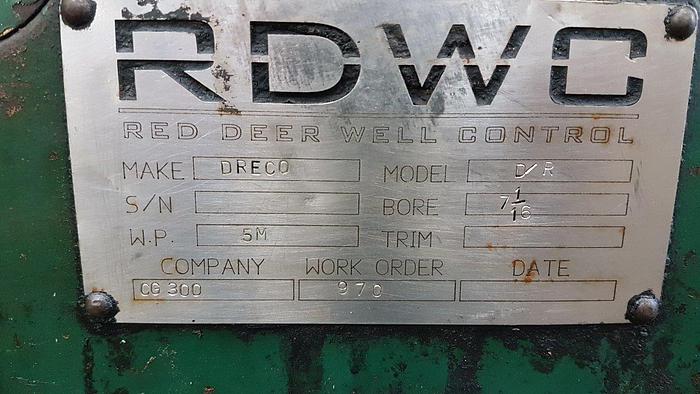 RDWC
RED DEER WELL CONTROL
MAKE DRECO MODEL D/R
S/N BORE 7 1/16
W.P. 5M TRIM
COMPANY WORK ORDER DATE
CG 300 970